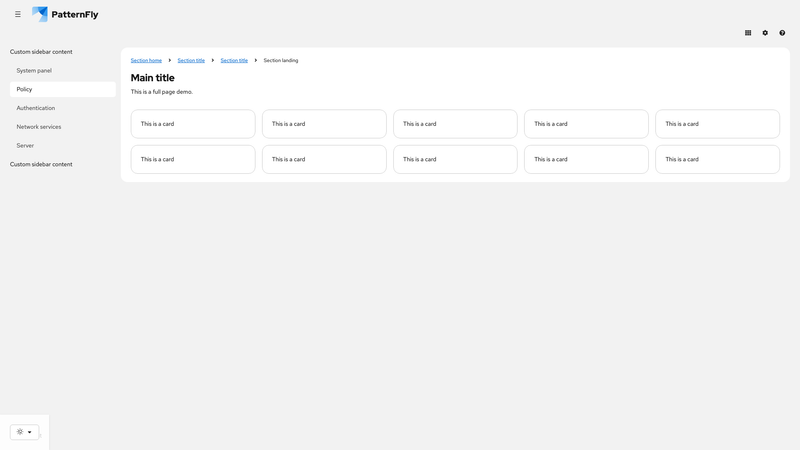 PatternFly
Custom sidebar content
System panel
Policy
Authentication
Network services
Server
Custom sidebar content
Section home Section title Section title Section landing
Main title
This is a full page demo.
This is a card This is a card This is a card This is a card This is a card
This is a card This is a card This is a card This is a card This is a card